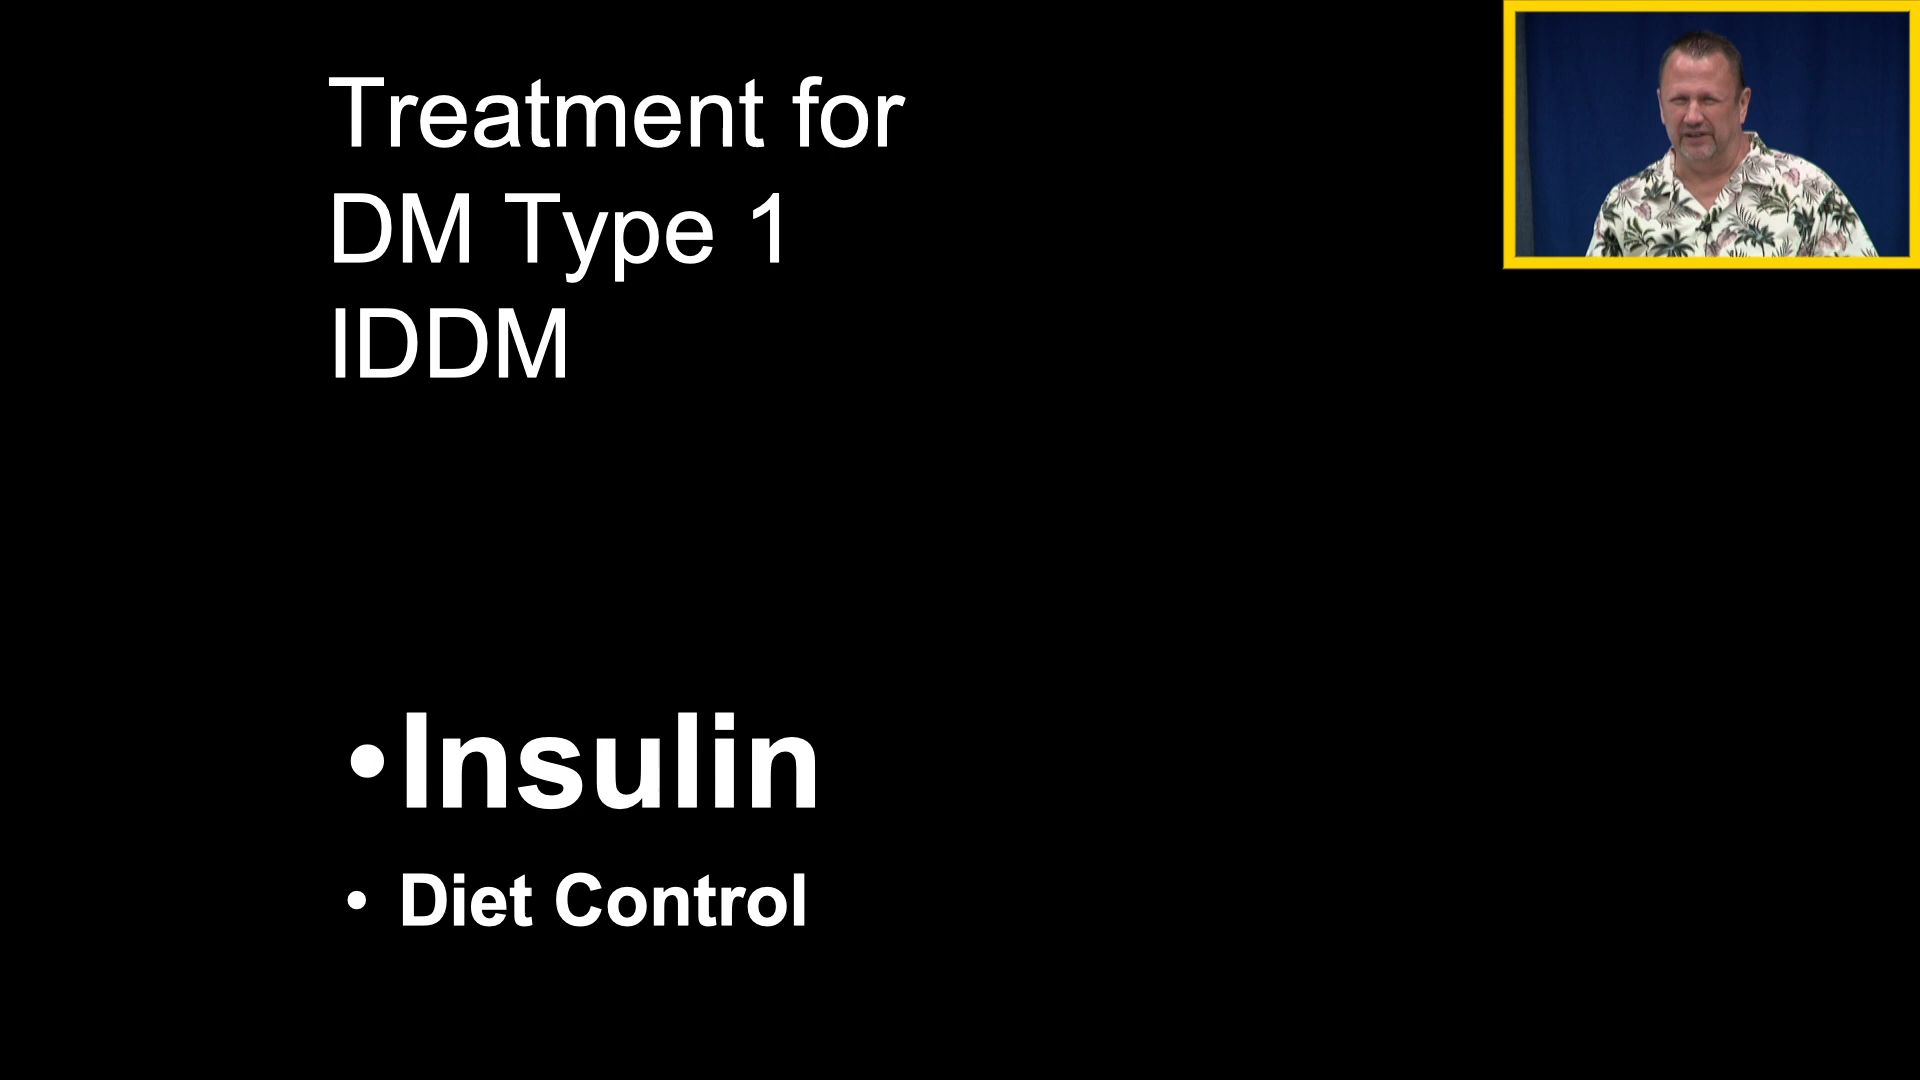 Treatment for
DM Type 1
IDDM
•Insulin
• Diet Control